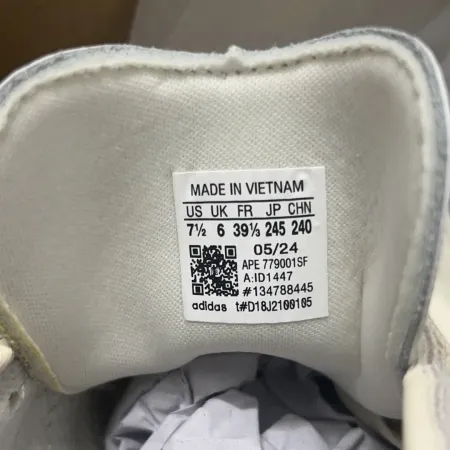 MADE IN VIETNAM
US UK FR JP CHN
7½ 6 39⅓ 245 240
05/24
APE 779001SF
A:ID1447
#134788445
adidas t#D18J2100105